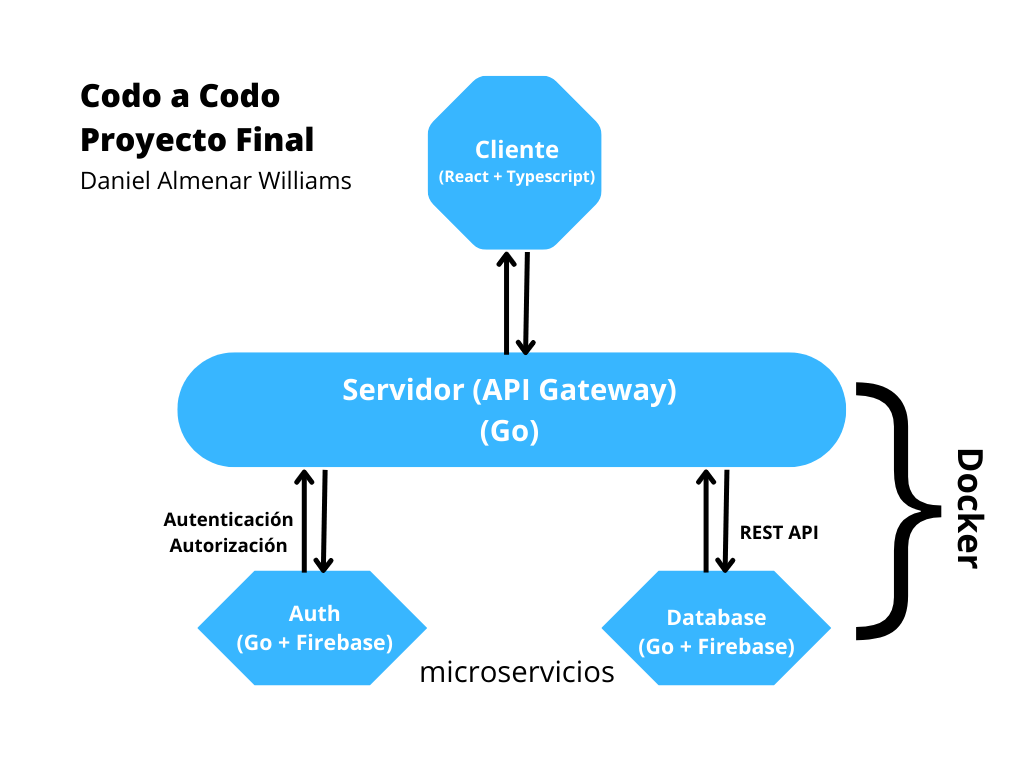 Codo a Codo
Proyecto Final
Daniel Almenar Williams
Cliente
(React + Typescript)
Servidor (API Gateway)
(Go)
Autenticación
Autorización
REST API
Docker
Auth
(Go + Firebase)
Database
(Go + Firebase)
microservicios